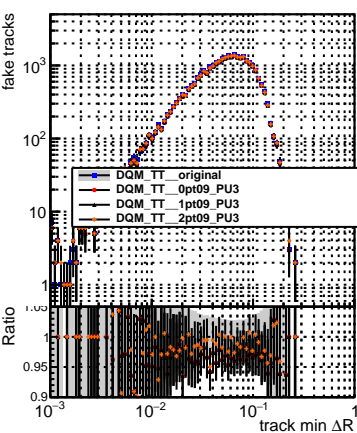 fake tracks
10³
10²
10
1
DQM_TT__original
DQM_TT__0pt09_PU3
DQM_TT__1pt09_PU3
DQM_TT__2pt09_PU3
Ratio
1.05
1
0.95
0.9
10⁻³ 10⁻² 10⁻¹ 1
track min ΔR